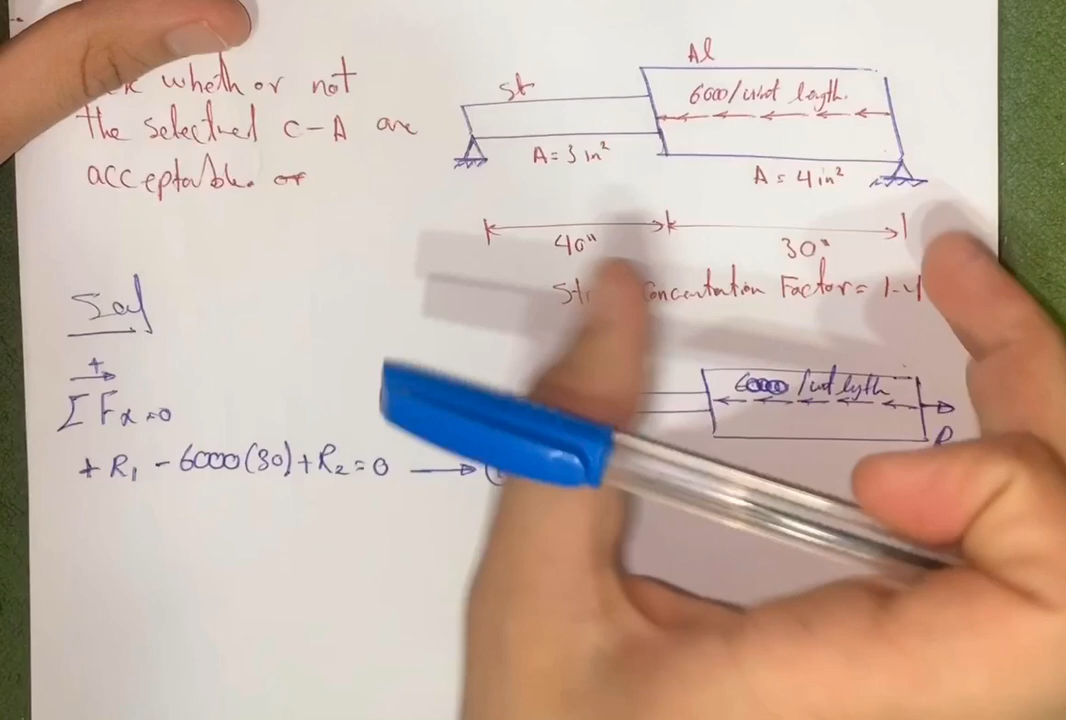 whether or not
the selected C-A are
acceptable. or
St
Al
6000/unit length.
A = 3 in²
A = 4 in²
40"
30"
Concentration Factor = 1.4
Sol
+
ΣFx=0
+ R₁ - 6000(30) + R₂ = 0
6000 /unit lgth